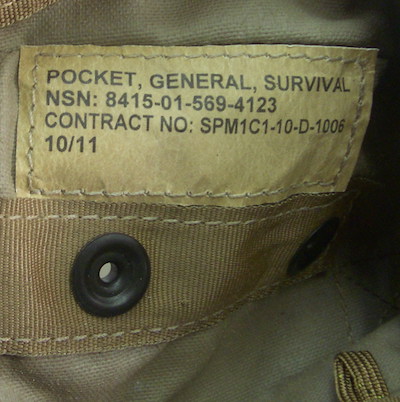 POCKET, GENERAL, SURVIVAL
NSN: 8415-01-569-4123
CONTRACT NO: SPM1C1-10-D-1006
10/11